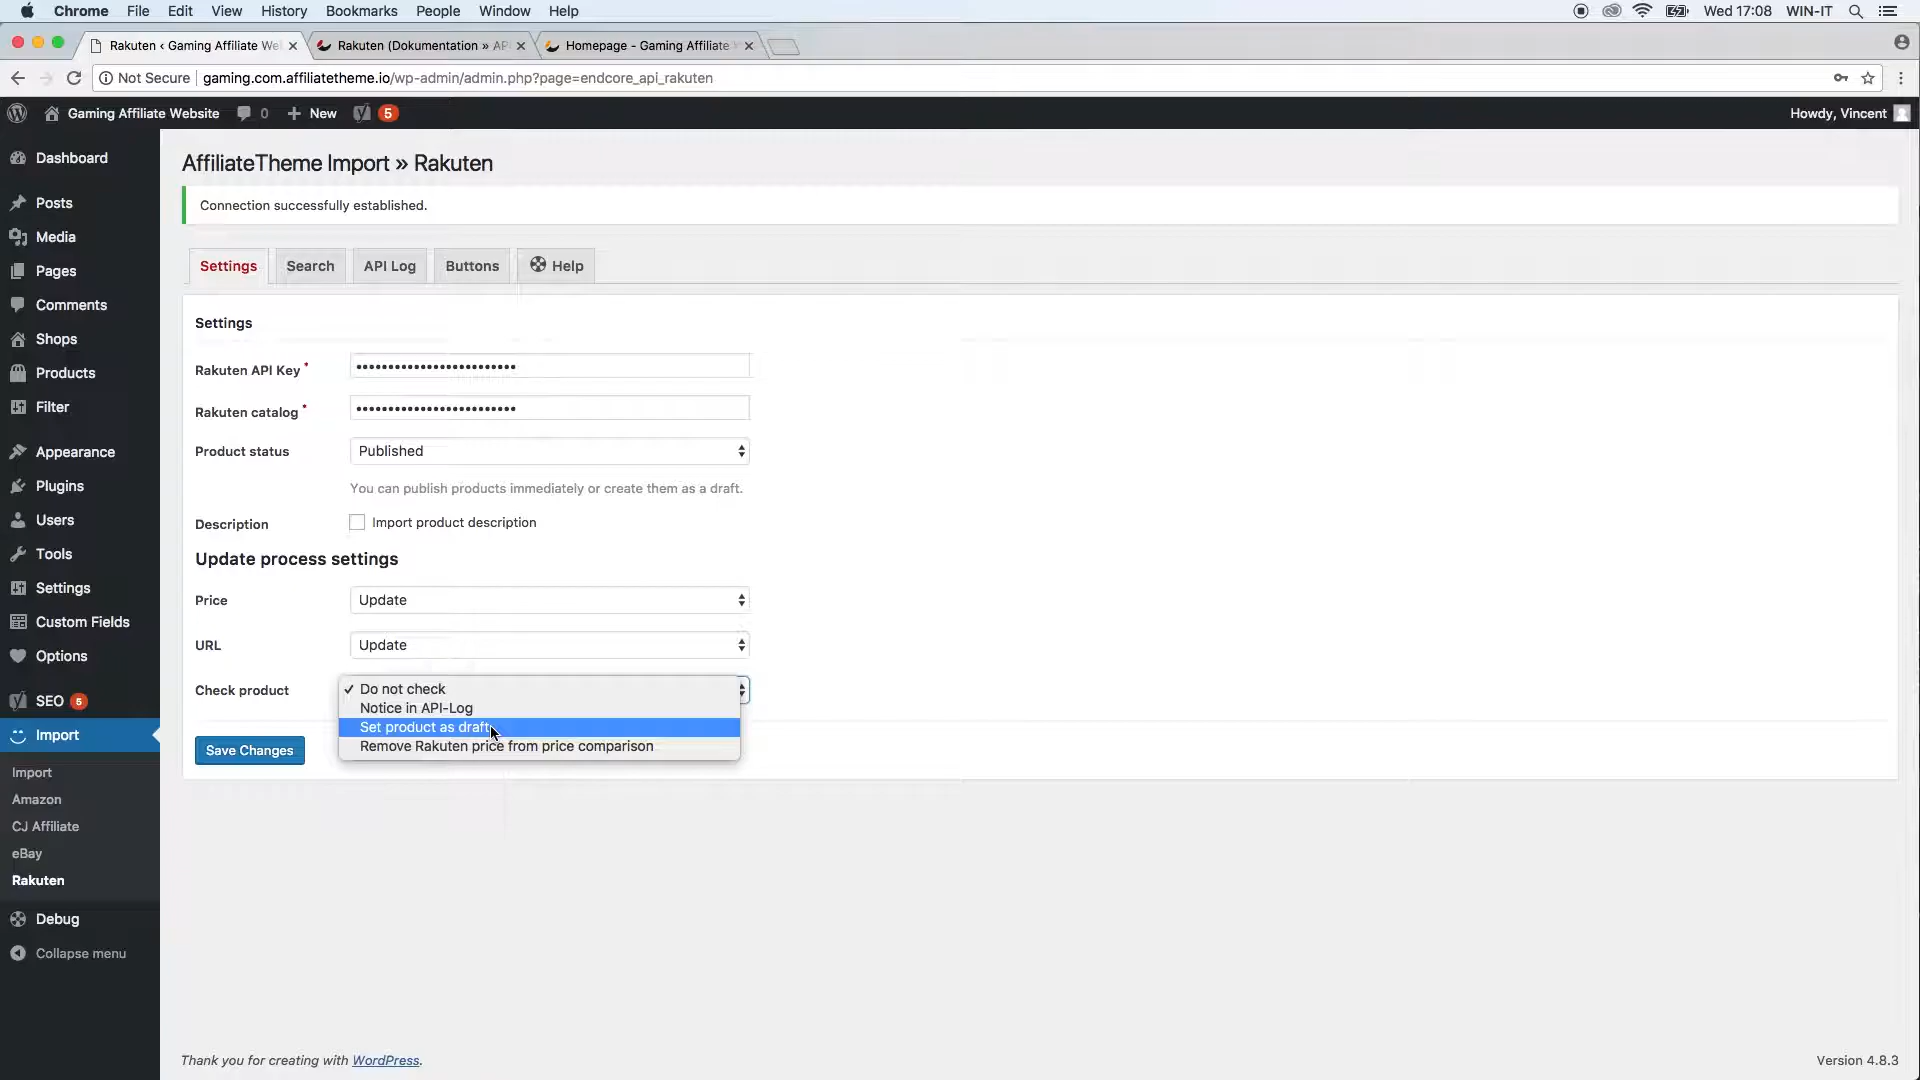 Chrome File Edit View History Bookmarks People Window Help Wed 17:08 WIN-IT
Rakuten ‹ Gaming Affiliate We Rakuten (Dokumentation » AP Homepage - Gaming Affiliate
Not Secure gaming.com.affiliatetheme.io/wp-admin/admin.php?page=endcore_api_rakuten
Gaming Affiliate Website 0 New 5 Howdy, Vincent
Dashboard
Posts
Media
Pages
Comments
Shops
Products
Filter
Appearance
Plugins
Users
Tools
Settings
Custom Fields
Options
SEO 5
Import
Import
Amazon
CJ Affiliate
eBay
Rakuten
Debug
Collapse menu
AffiliateTheme Import » Rakuten
Connection successfully established.
Settings Search API Log Buttons Help
Settings
Rakuten API Key * •••••••••••••••••••••••••
Rakuten catalog * •••••••••••••••••••••••••
Product status Published
You can publish products immediately or create them as a draft.
Description Import product description
Update process settings
Price Update
URL Update
Check product ✓ Do not check
Notice in API-Log
Set product as draft
Remove Rakuten price from price comparison
Save Changes
Thank you for creating with WordPress. Version 4.8.3